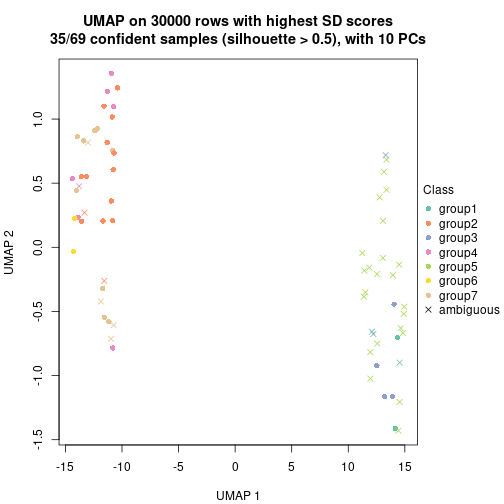 UMAP on 30000 rows with highest SD scores
35/69 confident samples (silhouette > 0.5), with 10 PCs
UMAP 2
1.0
0.5
0.0
-0.5
-1.0
-1.5
-15 -10 -5 0 5 10 15
UMAP 1
Class
group1
group2
group3
group4
group5
group6
group7
ambiguous